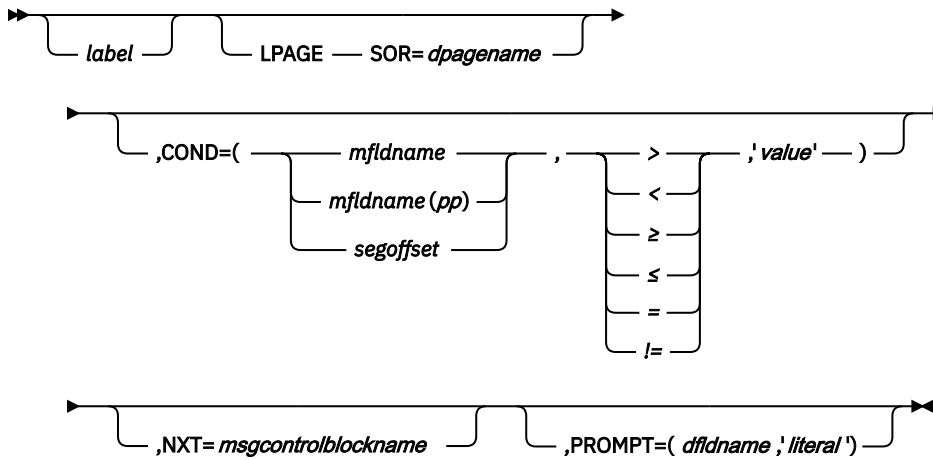 label LPAGE SOR= dpagename
,COND=( mfldname , > ,' value' )
mfldname (pp) <
segoffset ≥
≤
=
!=
,NXT= msgcontrolblockname ,PROMPT=( dfldname ,' literal ')